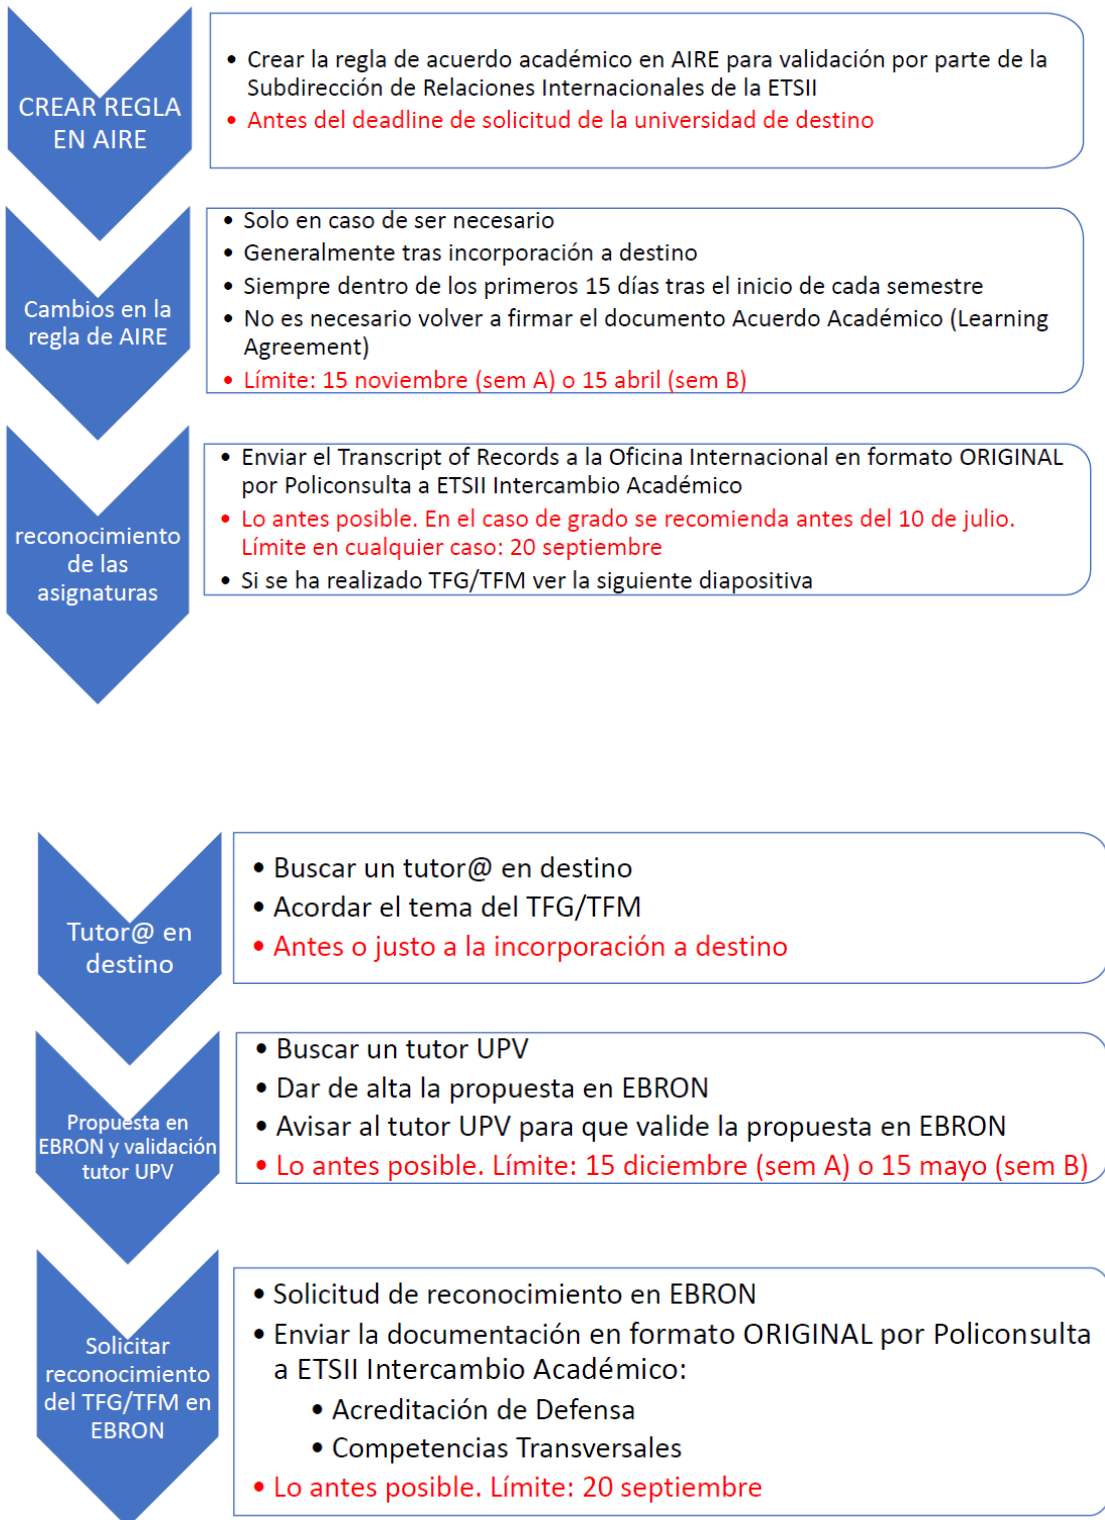 CREAR REGLA
EN AIRE
• Crear la regla de acuerdo académico en AIRE para validación por parte de la
Subdirección de Relaciones Internacionales de la ETSII
• Antes del deadline de solicitud de la universidad de destino
Cambios en la
regla de AIRE
• Solo en caso de ser necesario
• Generalmente tras incorporación a destino
• Siempre dentro de los primeros 15 días tras el inicio de cada semestre
• No es necesario volver a firmar el documento Acuerdo Académico (Learning
Agreement)
• Límite: 15 noviembre (sem A) o 15 abril (sem B)
reconocimiento
de las
asignaturas
• Enviar el Transcript of Records a la Oficina Internacional en formato ORIGINAL
por Policonsulta a ETSII Intercambio Académico
• Lo antes posible. En el caso de grado se recomienda antes del 10 de julio.
Límite en cualquier caso: 20 septiembre
• Si se ha realizado TFG/TFM ver la siguiente diapositiva
Tutor@ en
destino
• Buscar un tutor@ en destino
• Acordar el tema del TFG/TFM
• Antes o justo a la incorporación a destino
Propuesta en
EBRON y validación
tutor UPV
• Buscar un tutor UPV
• Dar de alta la propuesta en EBRON
• Avisar al tutor UPV para que valide la propuesta en EBRON
• Lo antes posible. Límite: 15 diciembre (sem A) o 15 mayo (sem B)
Solicitar
reconocimiento
del TFG/TFM en
EBRON
• Solicitud de reconocimiento en EBRON
• Enviar la documentación en formato ORIGINAL por Policonsulta
a ETSII Intercambio Académico:
• Acreditación de Defensa
• Competencias Transversales
• Lo antes posible. Límite: 20 septiembre